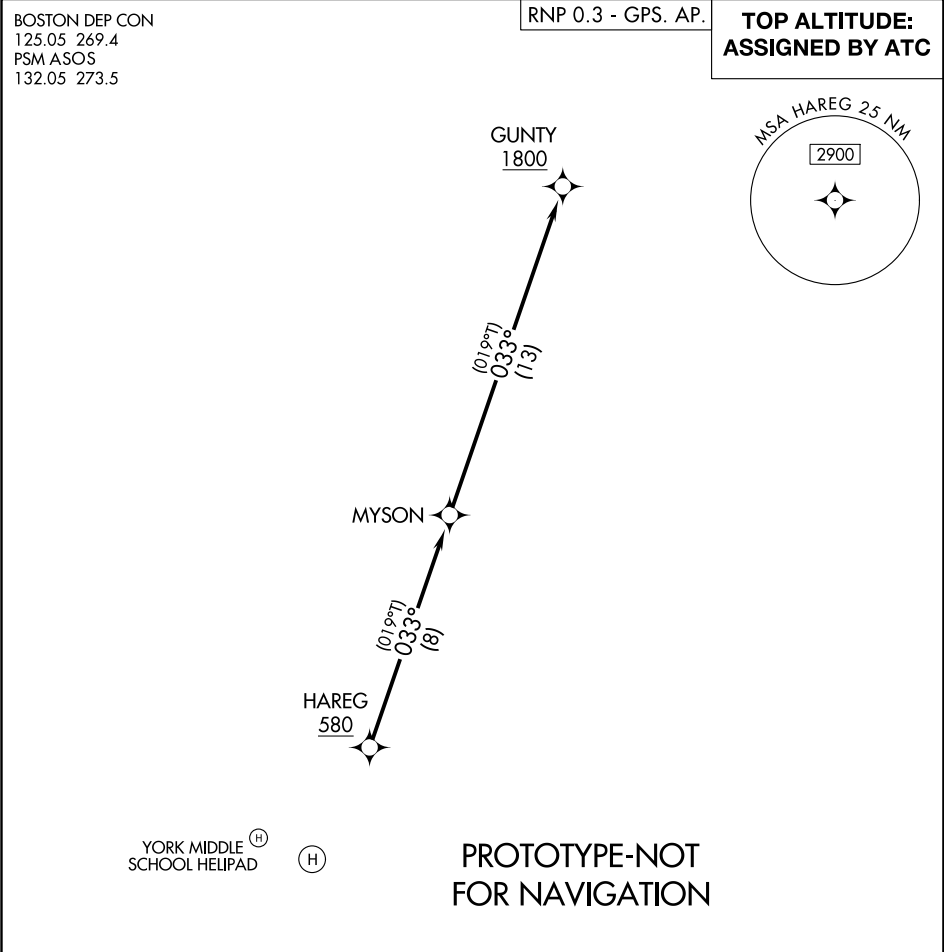 BOSTON DEP CON
125.05 269.4
PSM ASOS
132.05 273.5
RNP 0.3 - GPS. AP.
TOP ALTITUDE:
ASSIGNED BY ATC
MSA HAREG 25 NM
2900
GUNTY
1800
(019°T)
033°
(13)
MYSON
(019°T)
033°
(8)
HAREG
580
YORK MIDDLE H
SCHOOL HELIPAD
H
PROTOTYPE-NOT
FOR NAVIGATION